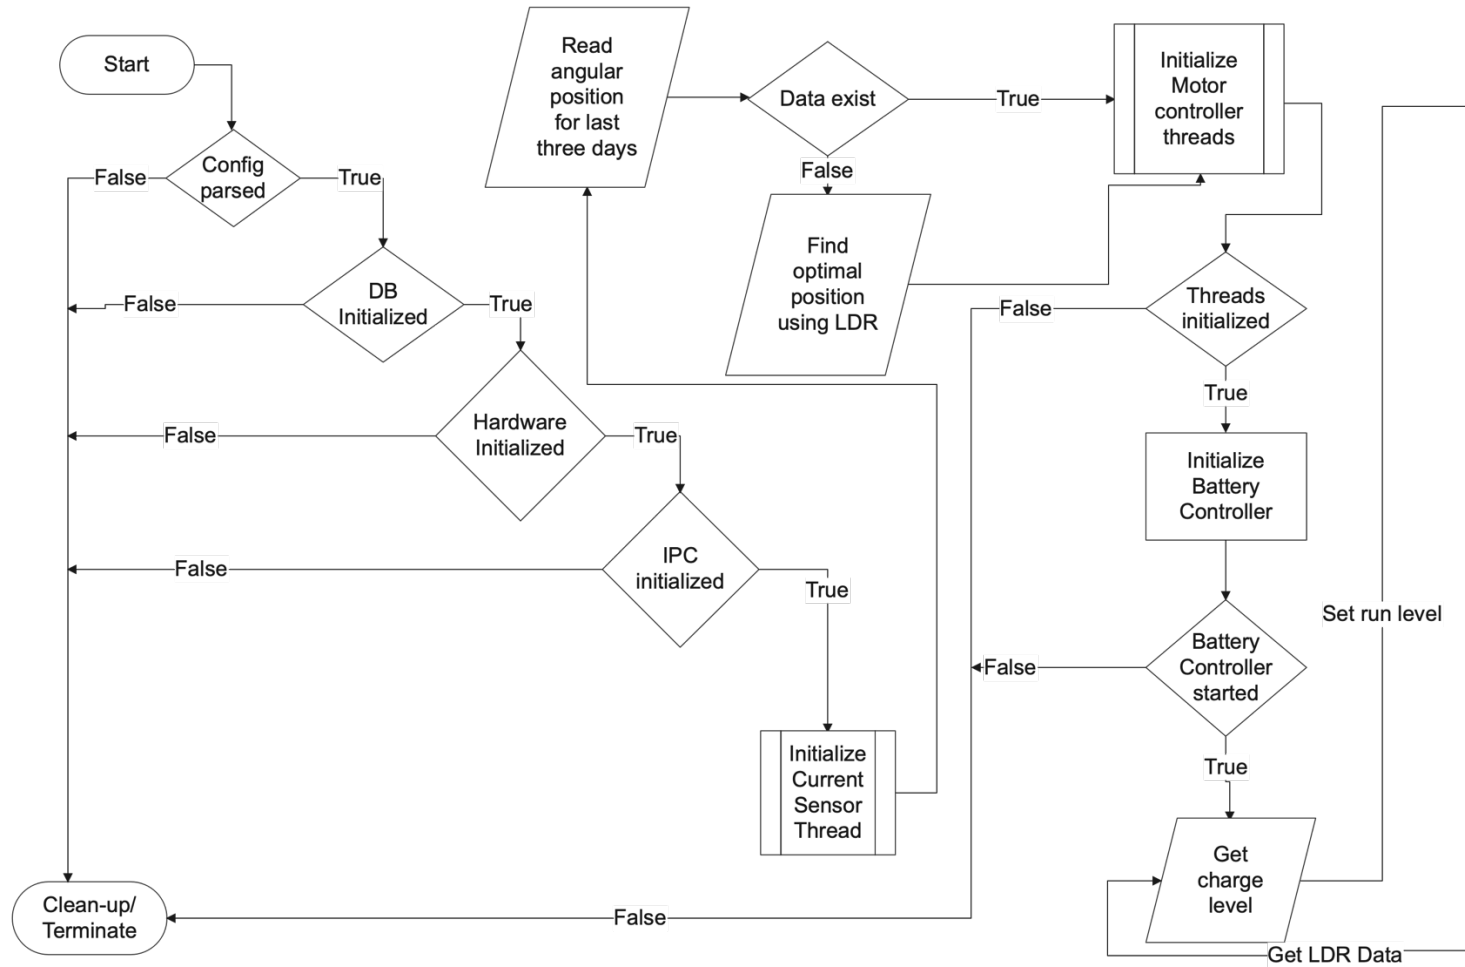 Start
Config
parsed
False
True
DB
Initialized
False
True
Hardware
Initialized
False
True
IPC
initialized
False
True
Initialize
Current
Sensor
Thread
Read
angular
position
for last
three days
Data exist
True
False
Find
optimal
position
using LDR
Initialize
Motor
controller
threads
Threads
initialized
False
True
Initialize
Battery
Controller
Battery
Controller
started
False
True
Get
charge
level
Set run level
Get LDR Data
False
Clean-up/
Terminate